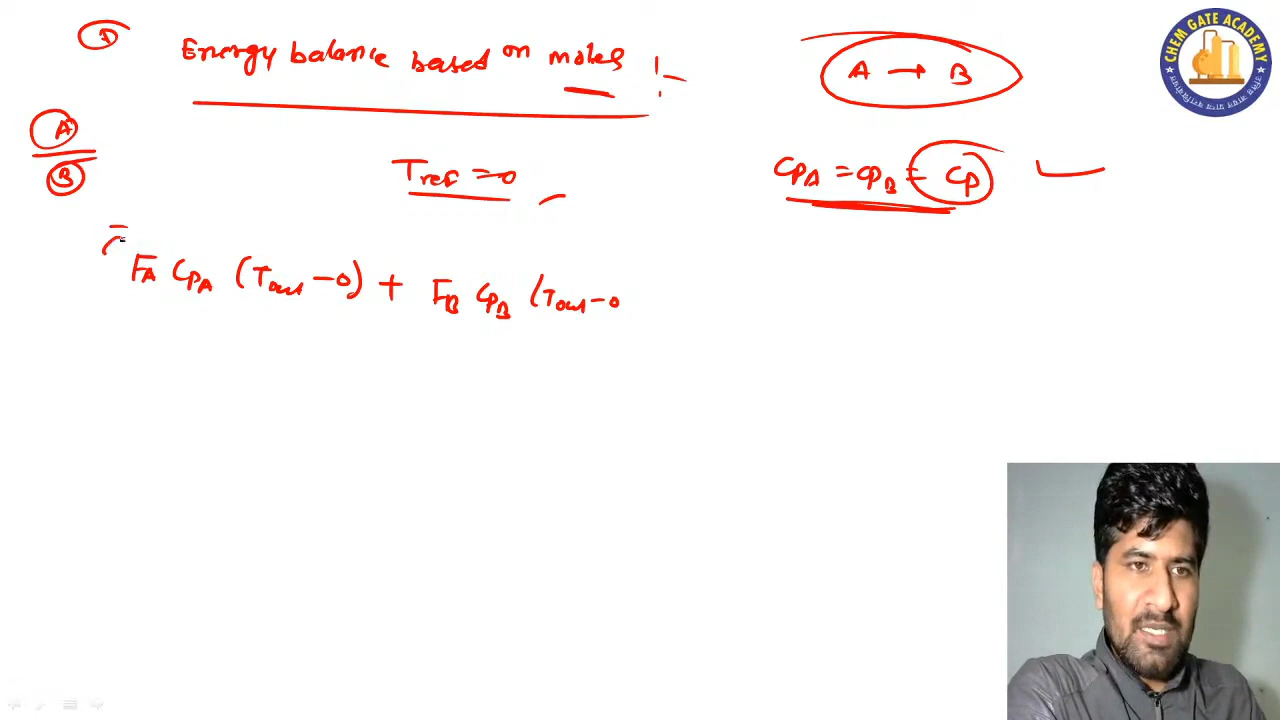 ① Energy balance based on moles :-
A → B
A
B
Tref = 0
CPA = CPB = CP
FA CPA (Tout - 0) + FB CPB (Tout - 0
CHEM GATE ACADEMY